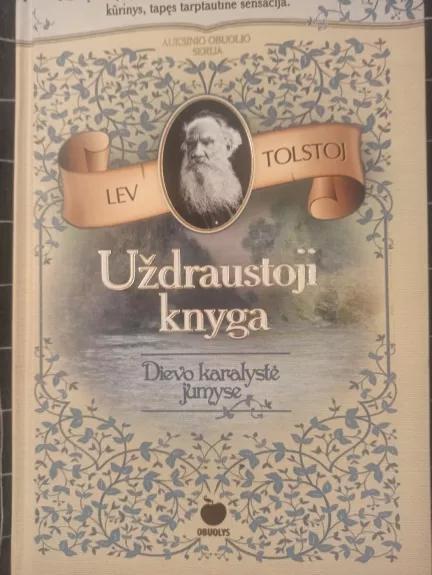 kūrinys, tapęs tarptautine sensacija.
AUKSINIO OBUOLIO
SERIJA
LEV
TOLSTOJ
Uždraustoji
knyga
Dievo karalystė
jumyse
OBUOLYS